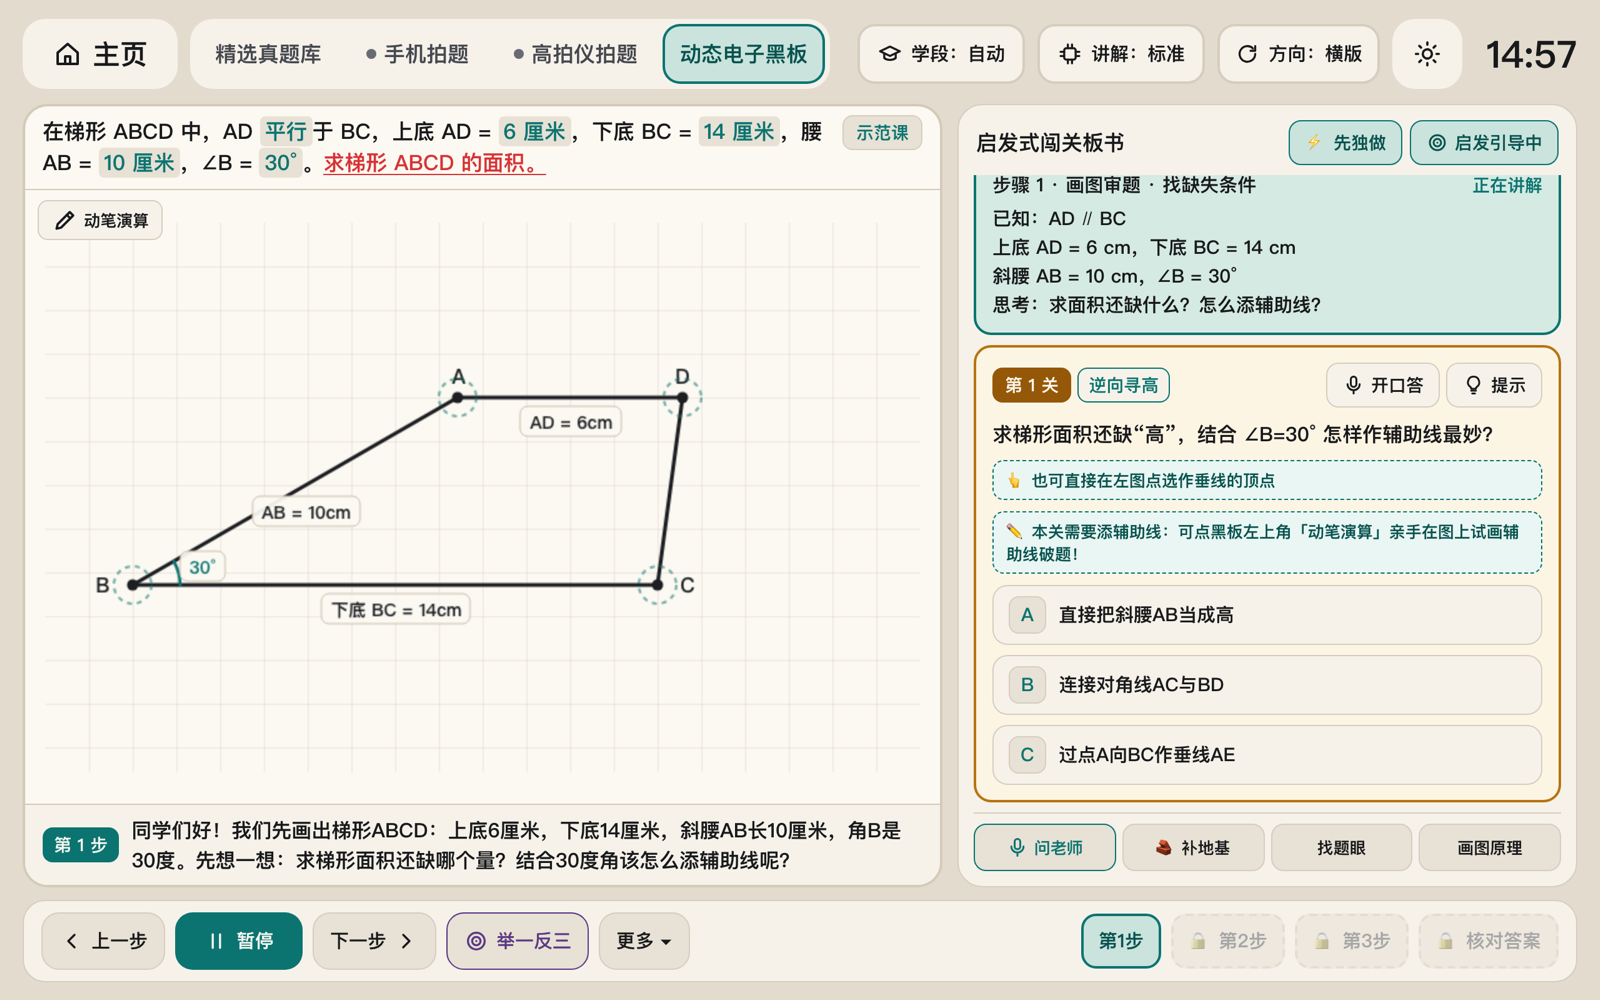 主页
精选真题库
手机拍题
高拍仪拍题
动态电子黑板
学段：自动
讲解：标准
方向：横版
14:57
在梯形 ABCD 中，AD 平行于 BC，上底 AD = 6 厘米，下底 BC = 14 厘米，腰
AB = 10 厘米，∠B = 30°。求梯形 ABCD 的面积。
示范课
动笔演算
A
D
AD = 6cm
AB = 10cm
30°
B
C
下底 BC = 14cm
第 1 步
同学们好！我们先画出梯形ABCD：上底6厘米，下底14厘米，斜腰AB长10厘米，角B是
30度。先想一想：求梯形面积还缺哪个量？结合30度角该怎么添辅助线呢？
启发式闯关板书
先独做
启发引导中
步骤 1 · 画图审题 · 找缺失条件
正在讲解
已知：AD // BC
上底 AD = 6 cm，下底 BC = 14 cm
斜腰 AB = 10 cm，∠B = 30°
思考：求面积还缺什么？怎么添辅助线？
第 1 关
逆向寻高
开口答
提示
求梯形面积还缺“高”，结合 ∠B=30° 怎样作辅助线最妙？
也可直接在左图点选作垂线的顶点
本关需要添辅助线：可点黑板左上角「动笔演算」亲手在图上试画辅
助线破题！
A 直接把斜腰AB当成高
B 连接对角线AC与BD
C 过点A向BC作垂线AE
问老师
补地基
找题眼
画图原理
上一步
暂停
下一步
举一反三
更多
第1步
第2步
第3步
核对答案